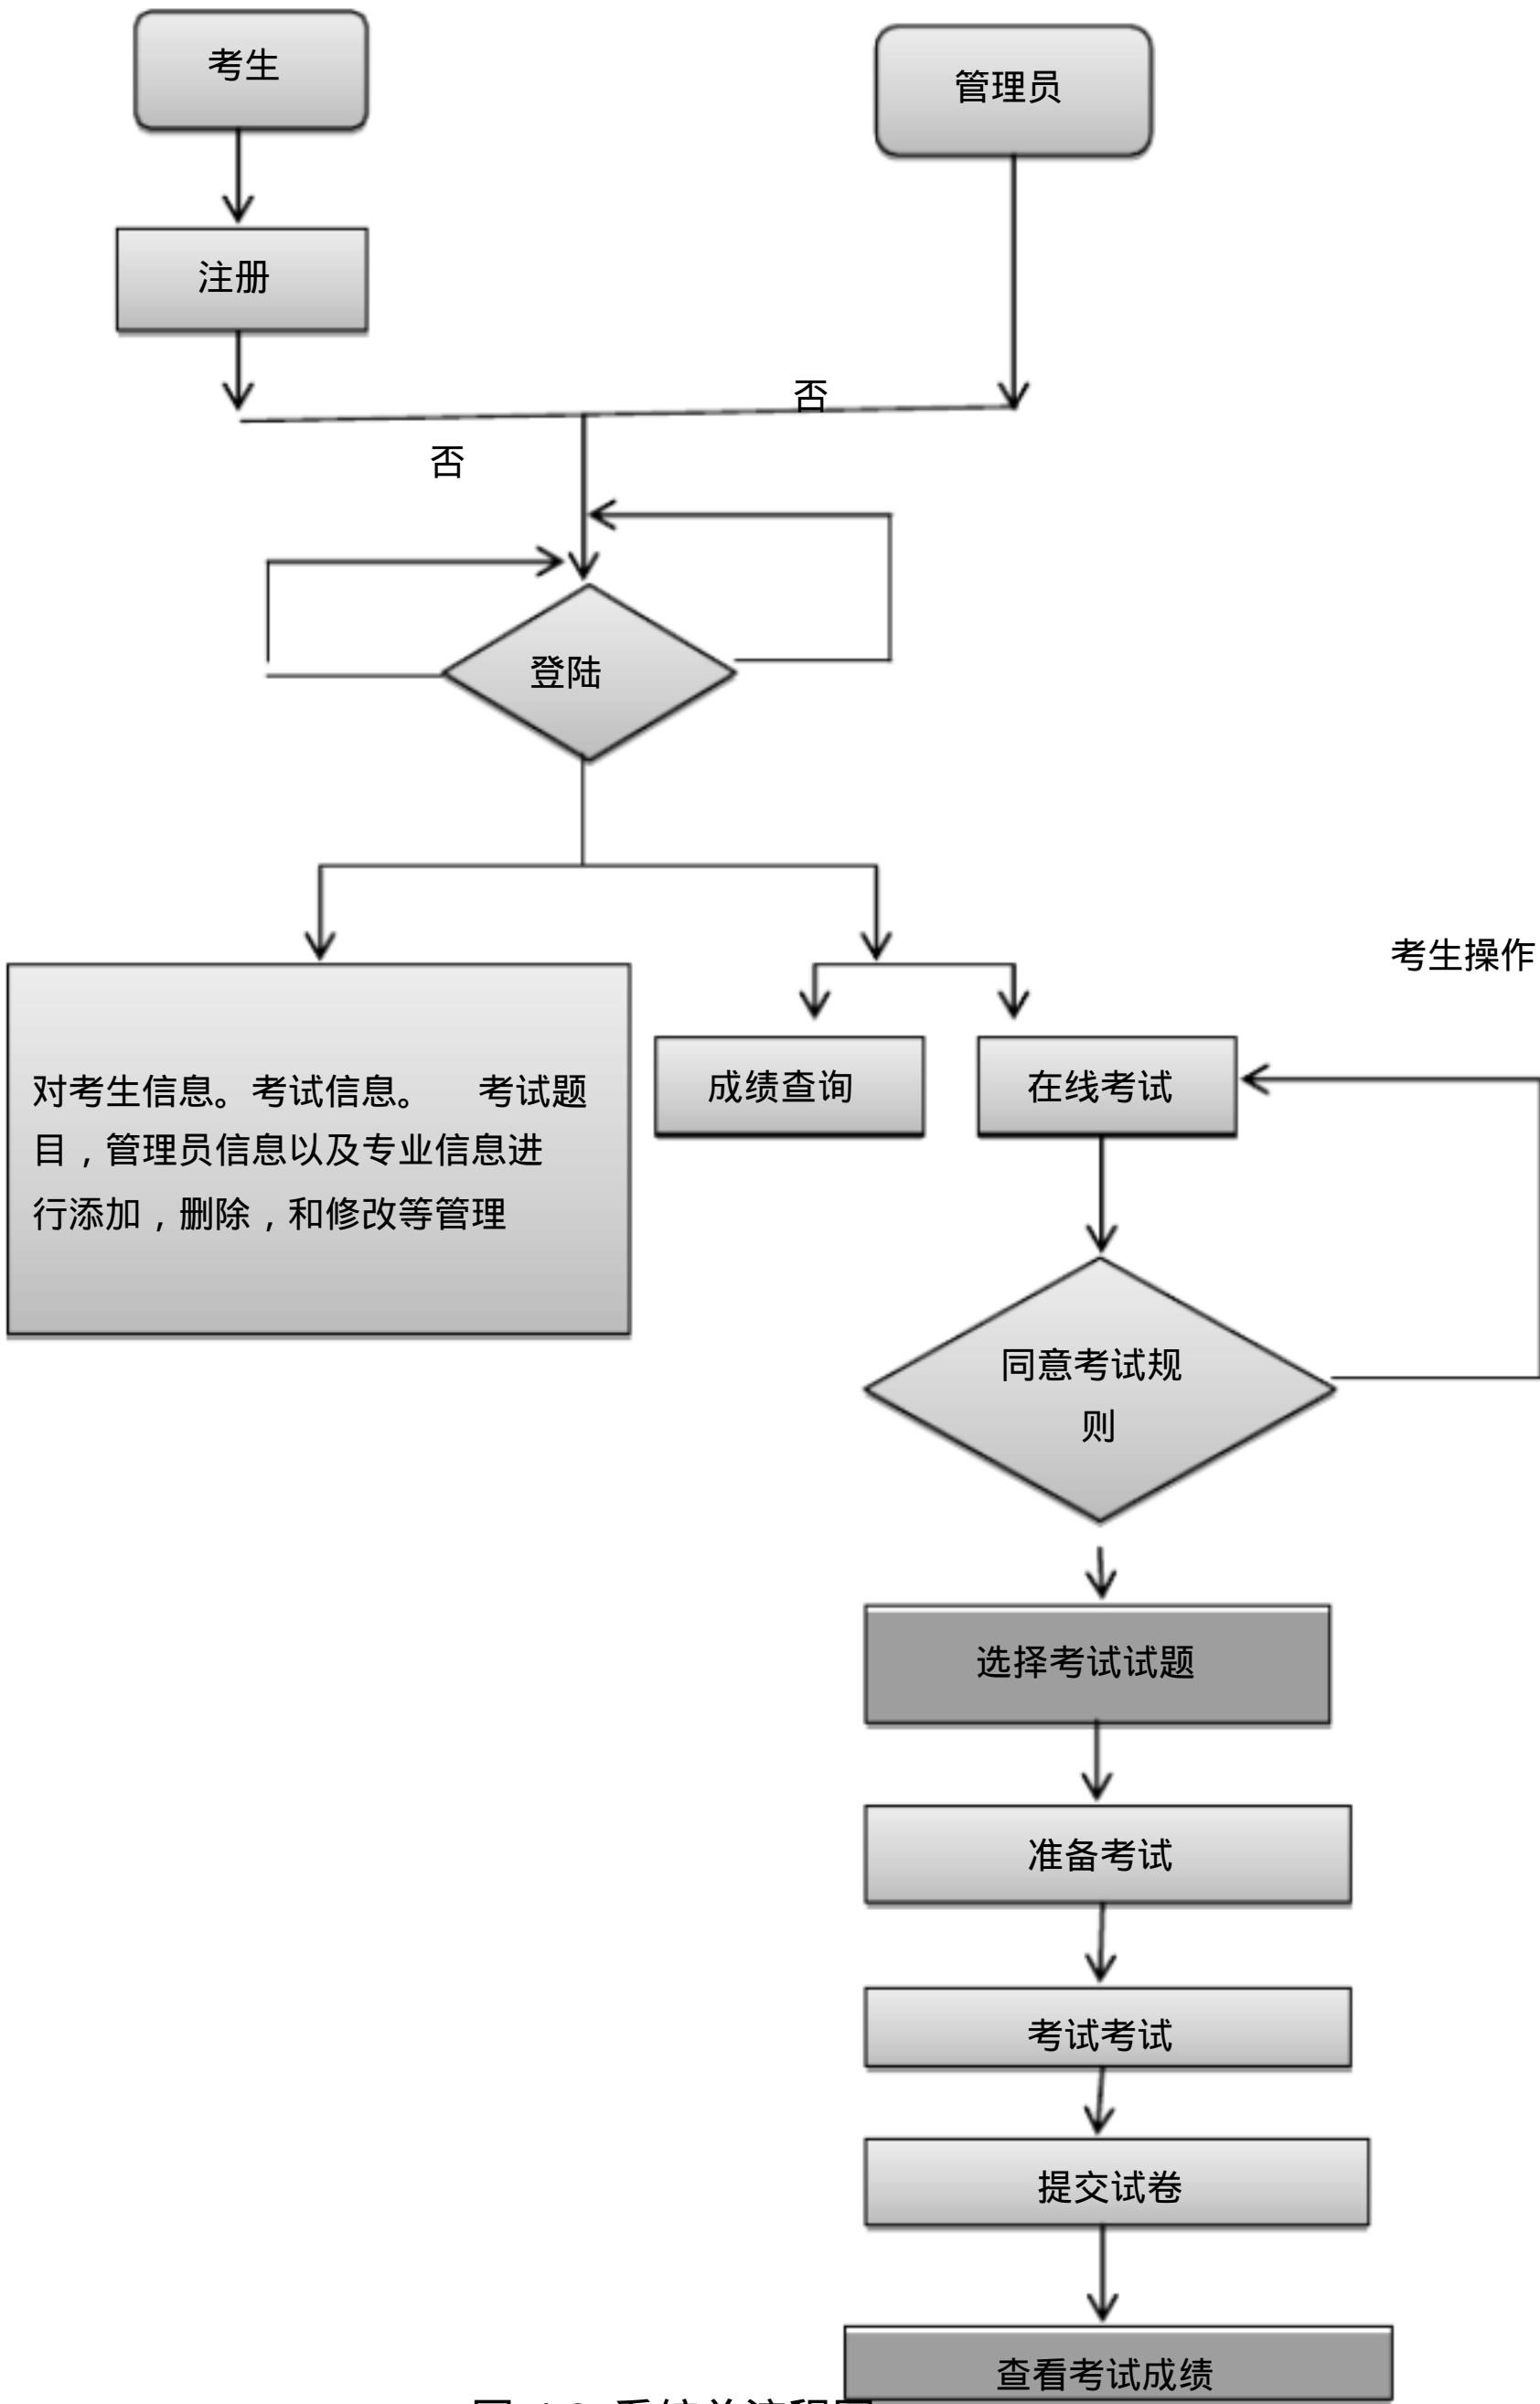 考生
管理员
注册
否
否
登陆
考生操作
对考生信息。考试信息。 考试题
目，管理员信息以及专业信息进
行添加，删除，和修改等管理
成绩查询
在线考试
同意考试规
则
选择考试试题
准备考试
考试考试
提交试卷
查看考试成绩